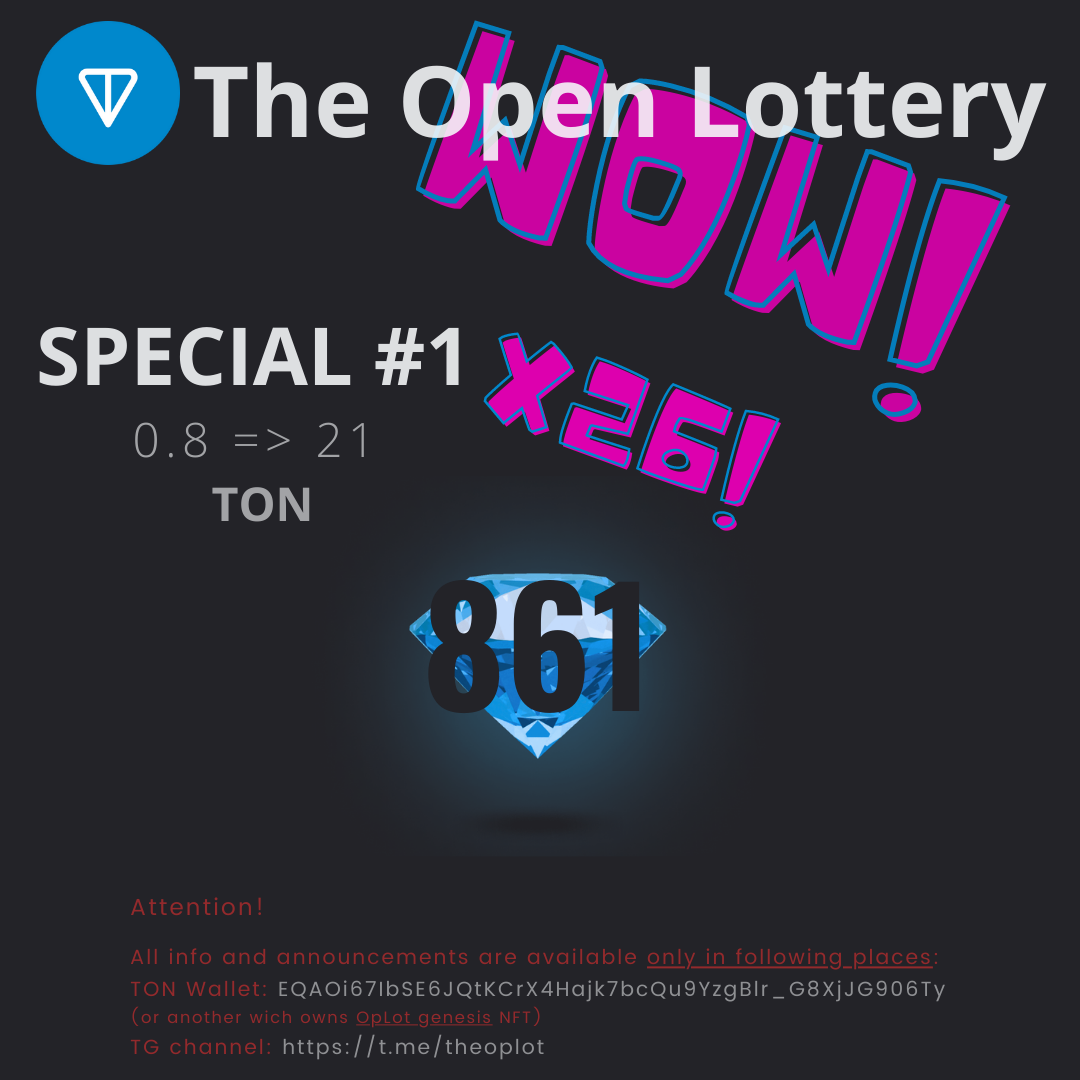 The Open Lottery
WOW!
SPECIAL #1
x26!
0.8 => 21
TON
861
Attention!
All info and announcements are available only in following places:
TON Wallet: EQAOi67IbSE6JQtKCrX4Hajk7bcQu9YzgBlr_G8XjJG906Ty
(or another wich owns OpLot genesis NFT)
TG channel: https://t.me/theoplot